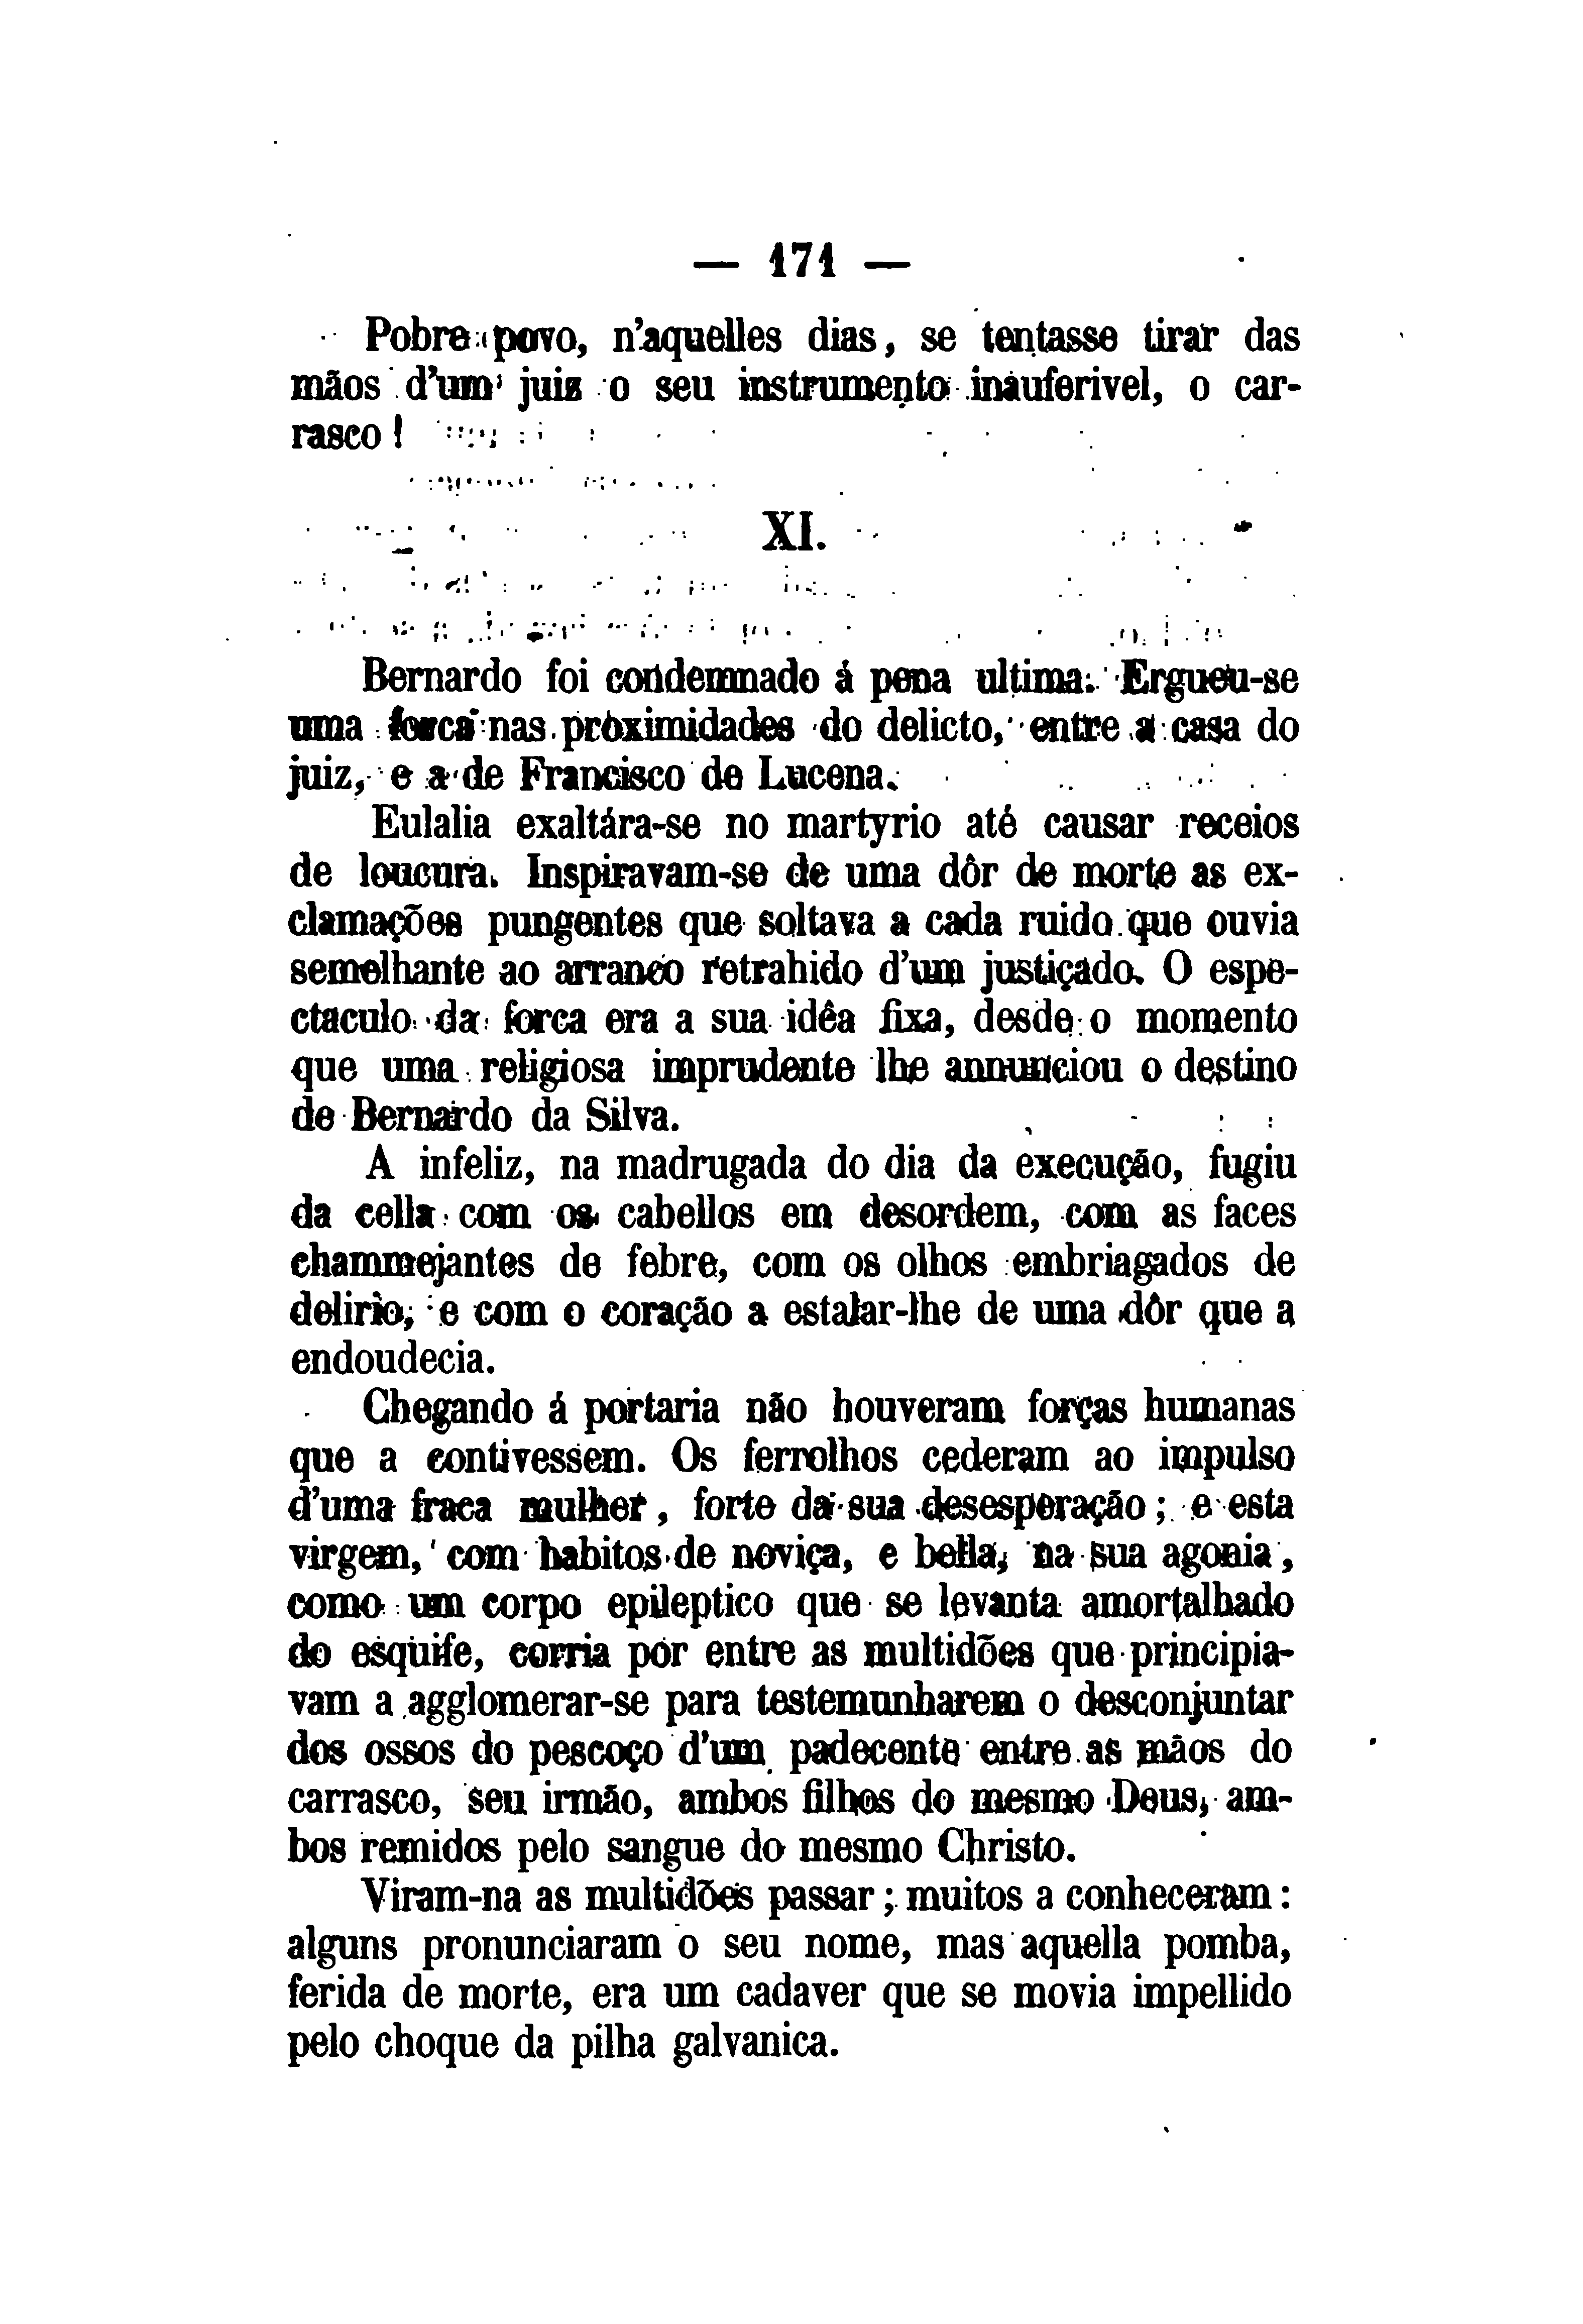 — 171 —
Pobre povo, n'aquelles dias, se tentasse tirar das
mãos d'um juiz o seu instrumento inauferivel, o car-
rasco!
XI.
Bernardo foi condemnado á pena ultima. Ergueu-se
uma forca nas proximidades do delicto, entre a casa do
juiz, e a de Francisco de Lucena.
Eulalia exaltára-se no martyrio até causar receios
de loucura. Inspiravam-se de uma dôr de morte as ex-
clamações pungentes que soltava a cada ruido que ouvia
semelhante ao arranco retrahido d'um justiçado. O espe-
ctaculo da forca era a sua idêa fixa, desde o momento
que uma religiosa imprudente lhe annunciou o destino
de Bernardo da Silva.
A infeliz, na madrugada do dia da execução, fugiu
da cella com os cabellos em desordem, com as faces
chammejantes de febre, com os olhos embriagados de
delirio, e com o coração a estalar-lhe de uma dôr que a
endoudecia.
Chegando á portaria não houveram forças humanas
que a contivessem. Os ferrolhos cederam ao impulso
d'uma fraca mulher, forte da sua desesperação; e esta
virgem, com habitos de noviça, e bella, na sua agonia,
como um corpo epileptico que se levanta amortalhado
do esquife, corria por entre as multidões que principia-
vam a agglomerar-se para testemunharem o desconjuntar
dos ossos do pescoço d'um padecente entre as mãos do
carrasco, seu irmão, ambos filhos do mesmo Deus, am-
bos remidos pelo sangue do mesmo Christo.
Viram-na as multidões passar; muitos a conheceram:
alguns pronunciaram o seu nome, mas aquella pomba,
ferida de morte, era um cadaver que se movia impellido
pelo choque da pilha galvanica.